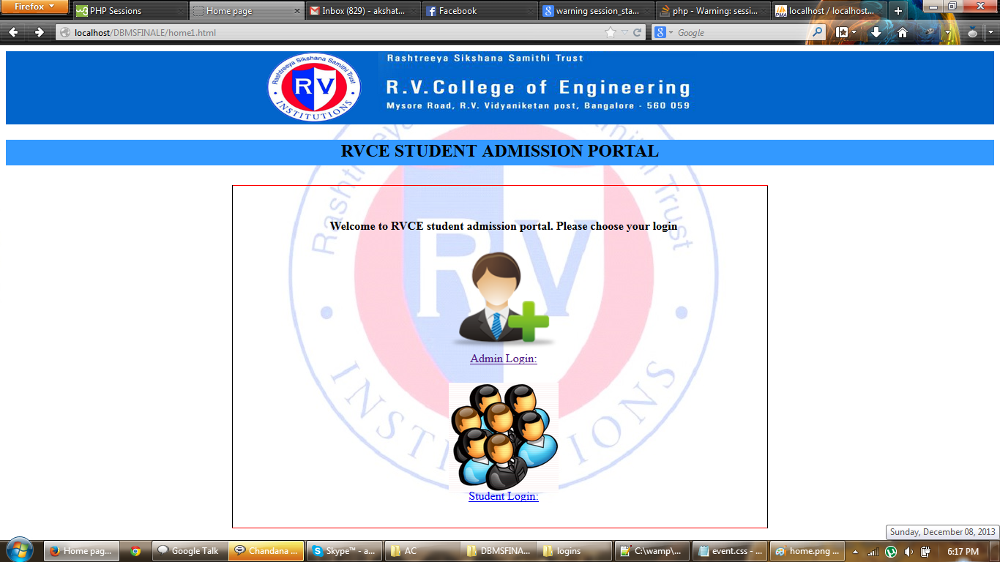 Firefox
PHP Sessions
Home page
Inbox (829) - akshat...
Facebook
warning session_sta...
php - Warning: sessi...
localhost / localhost...
localhost/DBMSFINALE/home1.html
Google
Rashtreeya Sikshana Samithi Trust
RV
INSTITUTIONS
Rashtreeya Sikshana Samithi Trust
R.V.College of Engineering
Mysore Road, R.V. Vidyaniketan post, Bangalore - 560 059
RVCE STUDENT ADMISSION PORTAL
Welcome to RVCE student admission portal. Please choose your login
RV
INSTITUTIONS
Admin Login:
Student Login:
Sunday, December 08, 2013
Home pag...
Google Talk
Chandana ...
Skype™ - a...
AC
DBMSFINA...
logins
C:\wamp\...
event.css - ...
home.png ...
6:17 PM